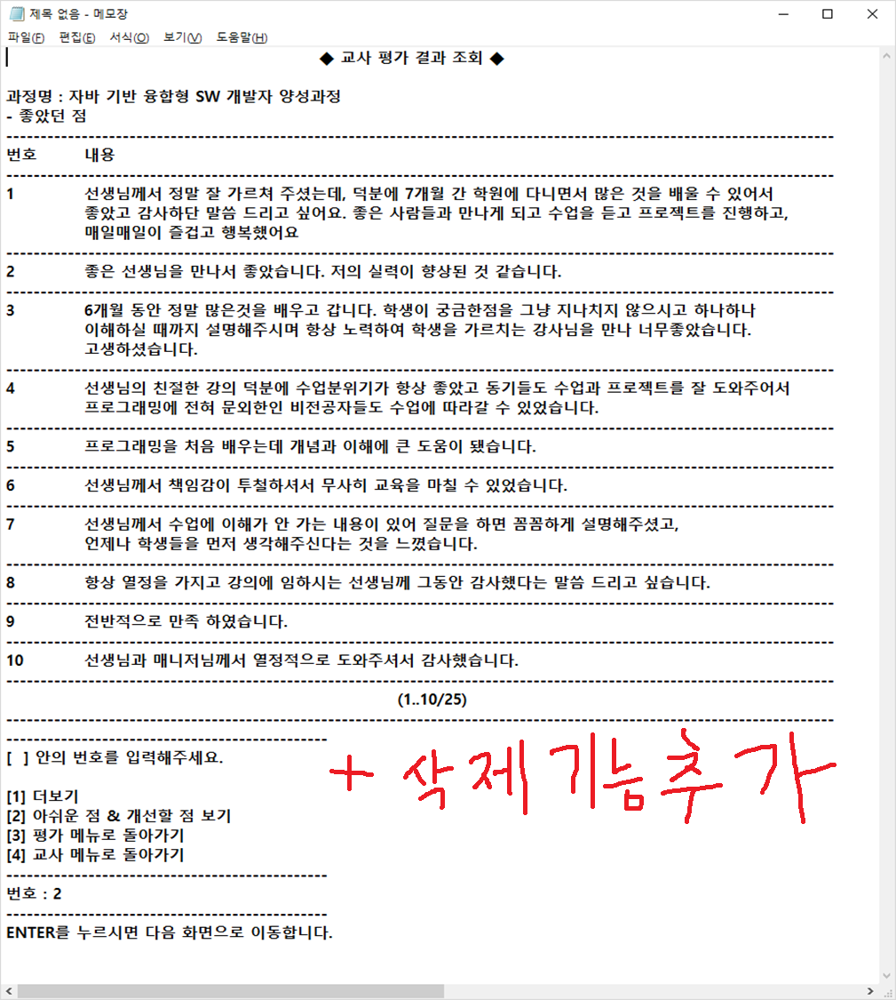 제목 없음 - 메모장
파일(F) 편집(E) 서식(O) 보기(V) 도움말(H)
◆ 교사 평가 결과 조회 ◆
과정명 : 자바 기반 융합형 SW 개발자 양성과정
- 좋았던 점
번호 내용
1 선생님께서 정말 잘 가르쳐 주셨는데, 덕분에 7개월 간 학원에 다니면서 많은 것을 배울 수 있어서
좋았고 감사하단 말씀 드리고 싶어요. 좋은 사람들과 만나게 되고 수업을 듣고 프로젝트를 진행하고,
매일매일이 즐겁고 행복했어요
2 좋은 선생님을 만나서 좋았습니다. 저의 실력이 향상된 것 같습니다.
3 6개월 동안 정말 많은것을 배우고 갑니다. 학생이 궁금한점을 그냥 지나치지 않으시고 하나하나
이해하실 때까지 설명해주시며 항상 노력하여 학생을 가르치는 강사님을 만나 너무좋았습니다.
고생하셨습니다.
4 선생님의 친절한 강의 덕분에 수업분위기가 항상 좋았고 동기들도 수업과 프로젝트를 잘 도와주어서
프로그래밍에 전혀 문외한인 비전공자들도 수업에 따라갈 수 있었습니다.
5 프로그래밍을 처음 배우는데 개념과 이해에 큰 도움이 됐습니다.
6 선생님께서 책임감이 투철하셔서 무사히 교육을 마칠 수 있었습니다.
7 선생님께서 수업에 이해가 안 가는 내용이 있어 질문을 하면 꼼꼼하게 설명해주셨고,
언제나 학생들을 먼저 생각해주신다는 것을 느꼈습니다.
8 항상 열정을 가지고 강의에 임하시는 선생님께 그동안 감사했다는 말씀 드리고 싶습니다.
9 전반적으로 만족 하였습니다.
10 선생님과 매니저님께서 열정적으로 도와주셔서 감사했습니다.
(1..10/25)
[ ] 안의 번호를 입력해주세요.
+ 삭제 기능 추가
[1] 더보기
[2] 아쉬운 점 & 개선할 점 보기
[3] 평가 메뉴로 돌아가기
[4] 교사 메뉴로 돌아가기
번호 : 2
ENTER를 누르시면 다음 화면으로 이동합니다.